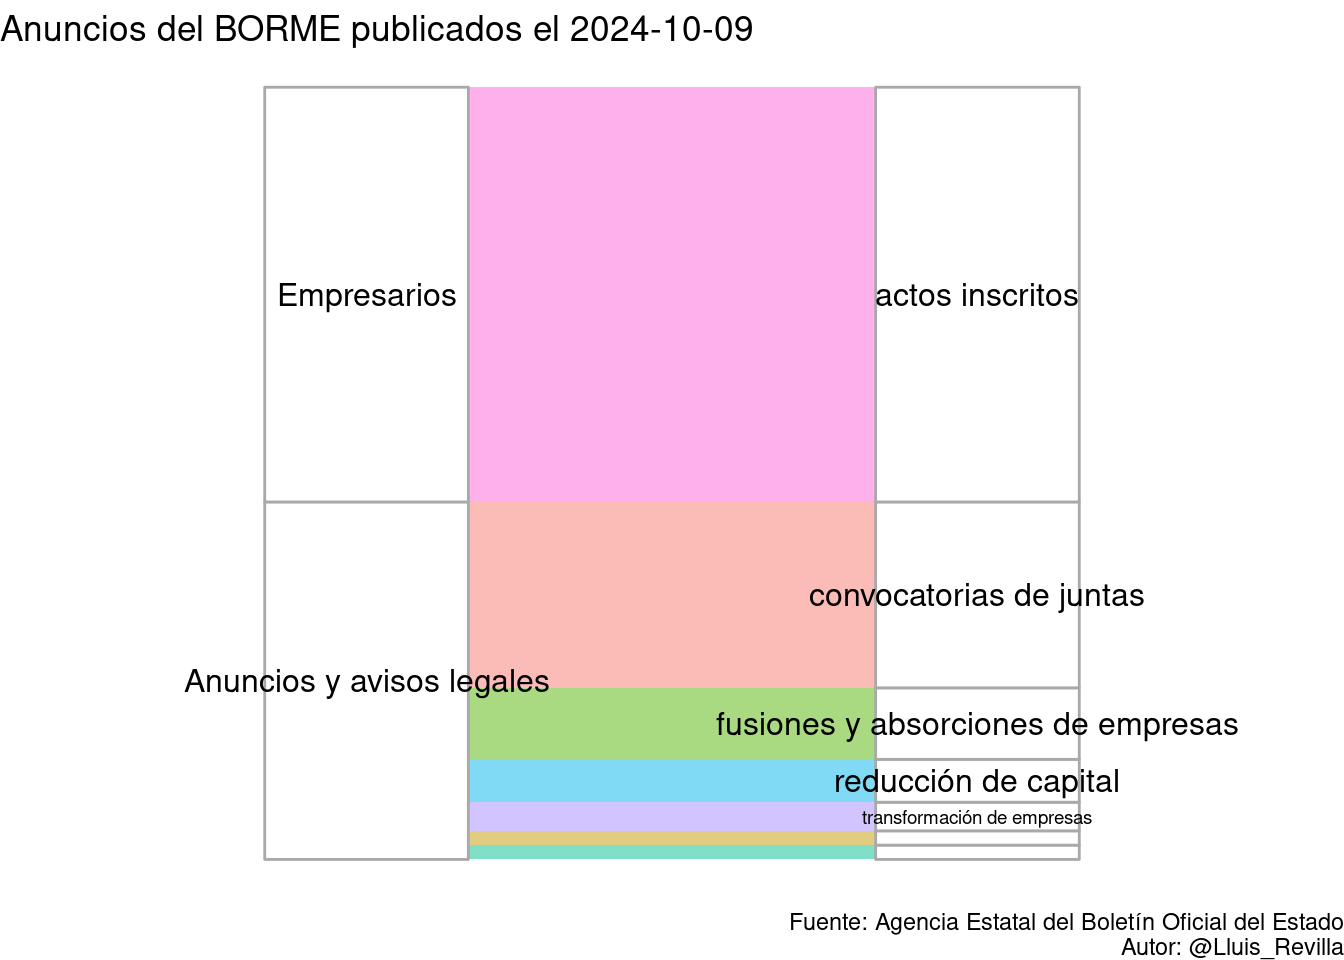 Anuncios del BORME publicados el 2024-10-09
Empresarios
actos inscritos
convocatorias de juntas
Anuncios y avisos legales
fusiones y absorciones de empresas
reducción de capital
transformación de empresas
Fuente: Agencia Estatal del Boletín Oficial del Estado
Autor: @Lluis_Revilla